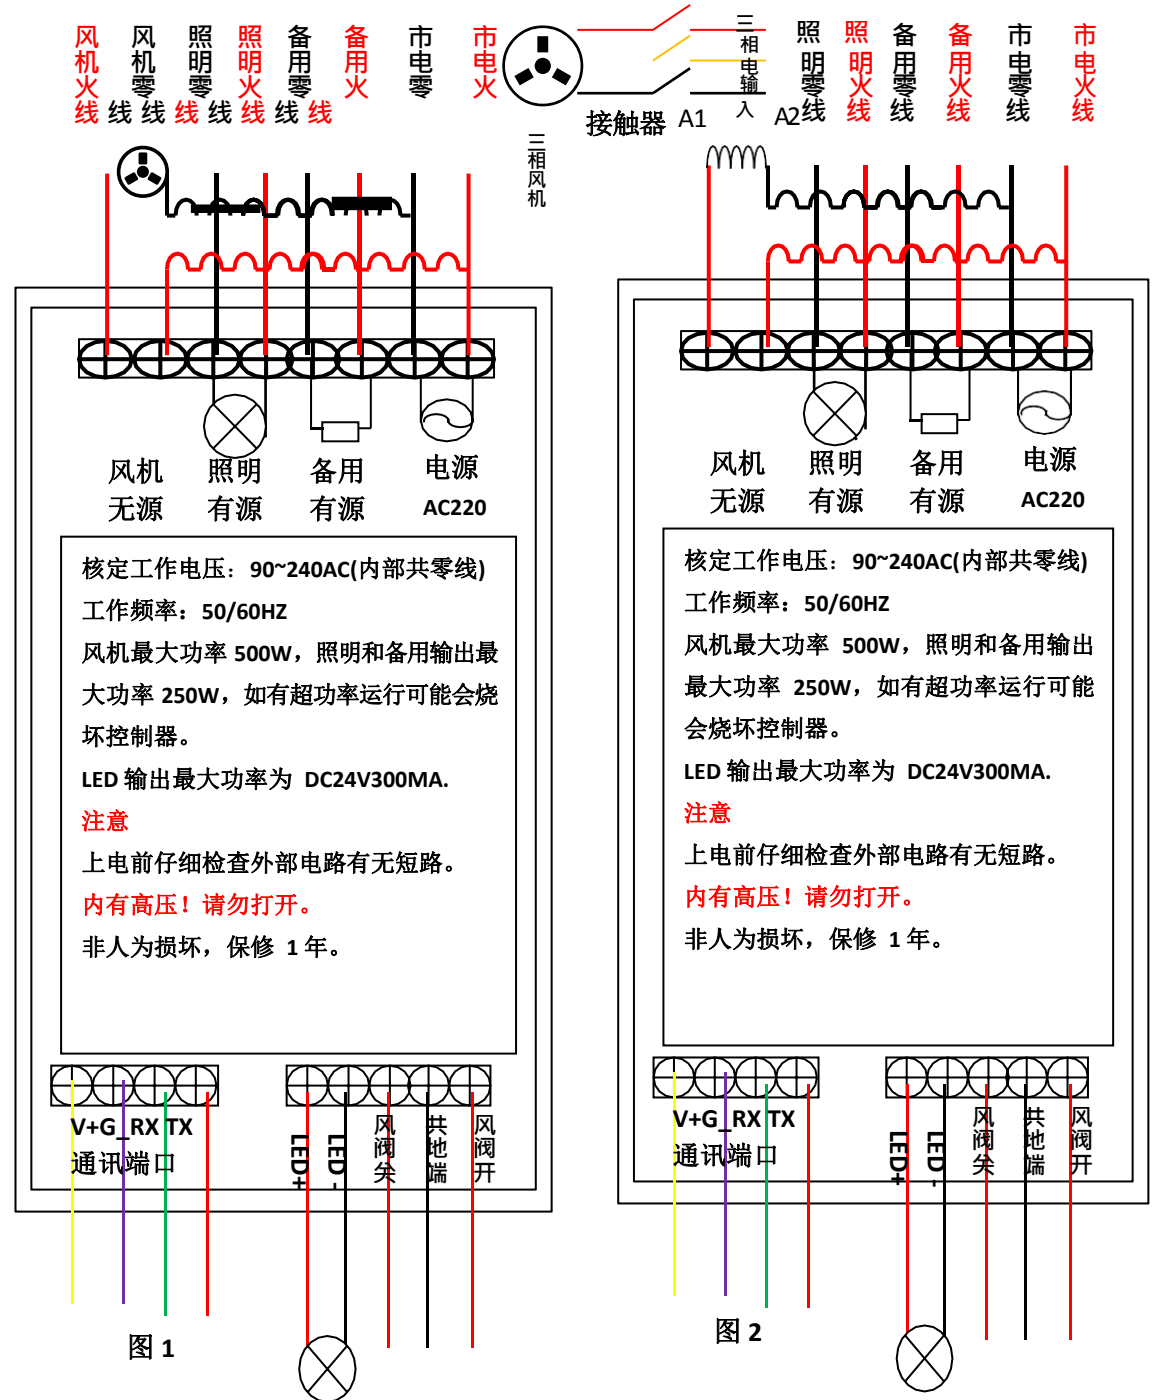 风机火线
风机零线
照明零线
照明火线
备用零线
备用火线
市电零
市电火
三相风机
接触器 A1
三相电输入
A2
照明零线
照明火线
备用零线
备用火线
市电零线
市电火线
风机 照明 备用 电源
无源 有源 有源 AC220
核定工作电压：90~240AC(内部共零线)
工作频率：50/60HZ
风机最大功率 500W，照明和备用输出最
大功率 250W，如有超功率运行可能会烧
坏控制器。
LED 输出最大功率为 DC24V300MA.
注意
上电前仔细检查外部电路有无短路。
内有高压！请勿打开。
非人为损坏，保修 1 年。
V+G_RX TX
通讯端口
LED+
LED-
风阀关
共地端
风阀开
图 1
风机 照明 备用 电源
无源 有源 有源 AC220
核定工作电压：90~240AC(内部共零线)
工作频率：50/60HZ
风机最大功率 500W，照明和备用输出
最大功率 250W，如有超功率运行可能
会烧坏控制器。
LED 输出最大功率为 DC24V300MA.
注意
上电前仔细检查外部电路有无短路。
内有高压！请勿打开。
非人为损坏，保修 1 年。
V+G_RX TX
通讯端口
LED+
LED-
风阀关
共地端
风阀开
图 2